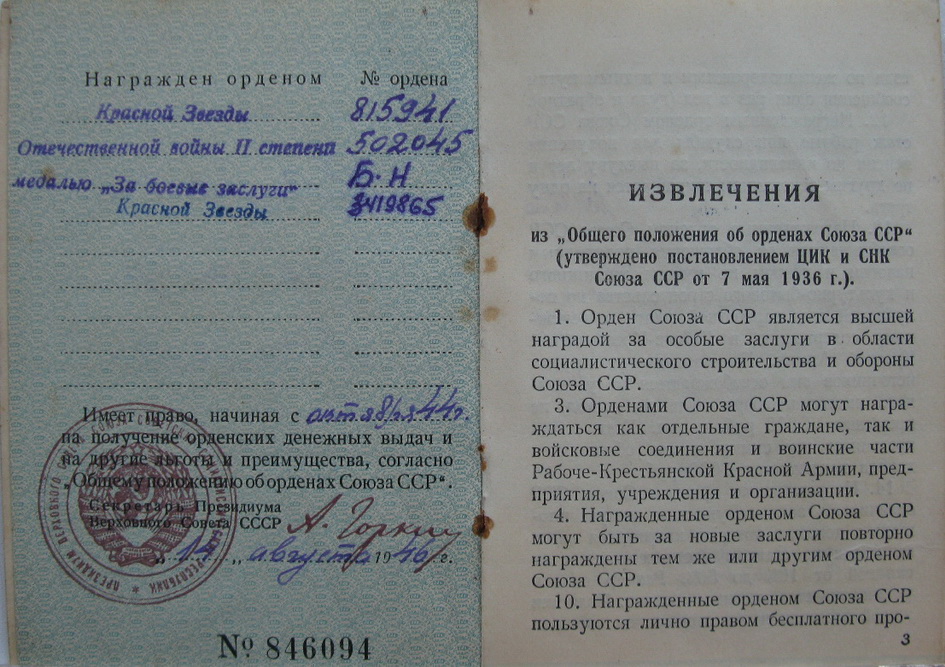 Награжден орденом № ордена
Красной Звезды 815941
Отечественной войны II степени 502045
медалью „За боевые заслуги“ Б. Н
Красной Звезды 3419865
Имеет право, начиная с октября 44 г.
на получение орденских денежных выдач и
на другие льготы и преимущества, согласно
„Общему положению об орденах Союза ССР“.
Секретарь Президиума
Верховного Совета СССР А. Горкин
„14„ августа 1946 г.
№ 846094
ИЗВЛЕЧЕНИЯ
из „Общего положения об орденах Союза ССР“
(утверждено постановлением ЦИК и СНК
Союза ССР от 7 мая 1936 г.).
1. Орден Союза ССР является высшей
наградой за особые заслуги в области
социалистического строительства и обороны
Союза ССР.
3. Орденами Союза ССР могут награ-
ждаться как отдельные граждане, так и
войсковые соединения и воинские части
Рабоче-Крестьянской Красной Армии, пред-
приятия, учреждения и организации.
4. Награжденные орденом Союза ССР
могут быть за новые заслуги повторно
награждены тем же или другим орденом
Союза ССР.
10. Награжденные орденом Союза ССР
пользуются лично правом бесплатного про-
3